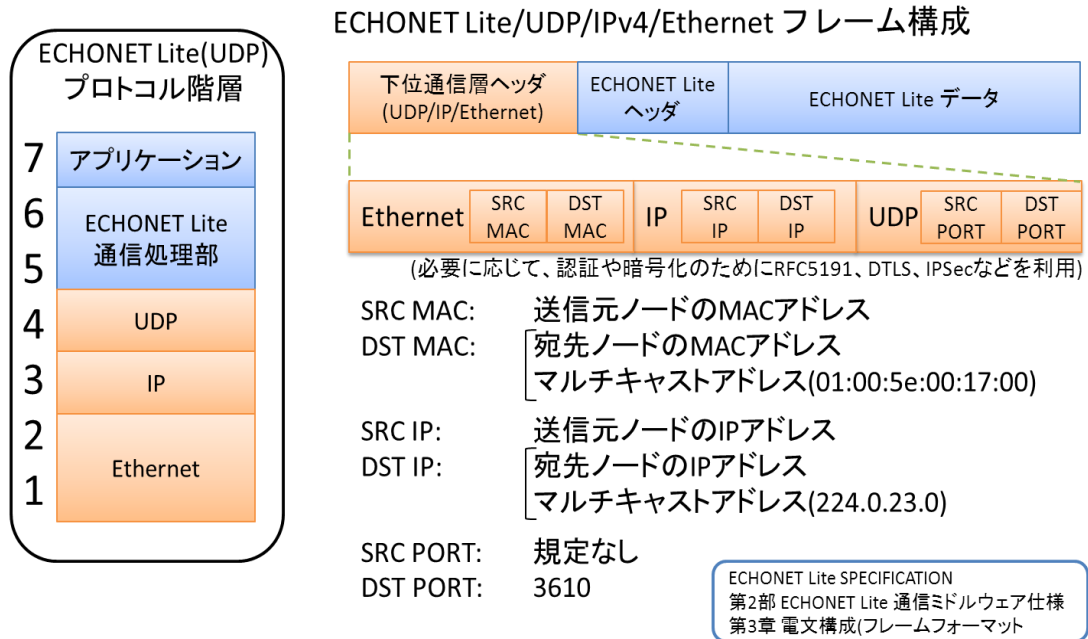 ECHONET Lite/UDP/IPv4/Ethernet フレーム構成
ECHONET Lite(UDP)
プロトコル階層
7
アプリケーション
6
5
ECHONET Lite
通信処理部
4
UDP
3
IP
2
1
Ethernet
下位通信層ヘッダ
(UDP/IP/Ethernet)
ECHONET Lite
ヘッダ
ECHONET Lite データ
Ethernet
SRC
MAC
DST
MAC
IP
SRC
IP
DST
IP
UDP
SRC
PORT
DST
PORT
(必要に応じて、認証や暗号化のためにRFC5191、DTLS、IPSecなどを利用)
SRC MAC: 送信元ノードのMACアドレス
DST MAC: 宛先ノードのMACアドレス
マルチキャストアドレス(01:00:5e:00:17:00)
SRC IP: 送信元ノードのIPアドレス
DST IP: 宛先ノードのIPアドレス
マルチキャストアドレス(224.0.23.0)
SRC PORT: 規定なし
DST PORT: 3610
ECHONET Lite SPECIFICATION
第2部 ECHONET Lite 通信ミドルウェア仕様
第3章 電文構成(フレームフォーマット